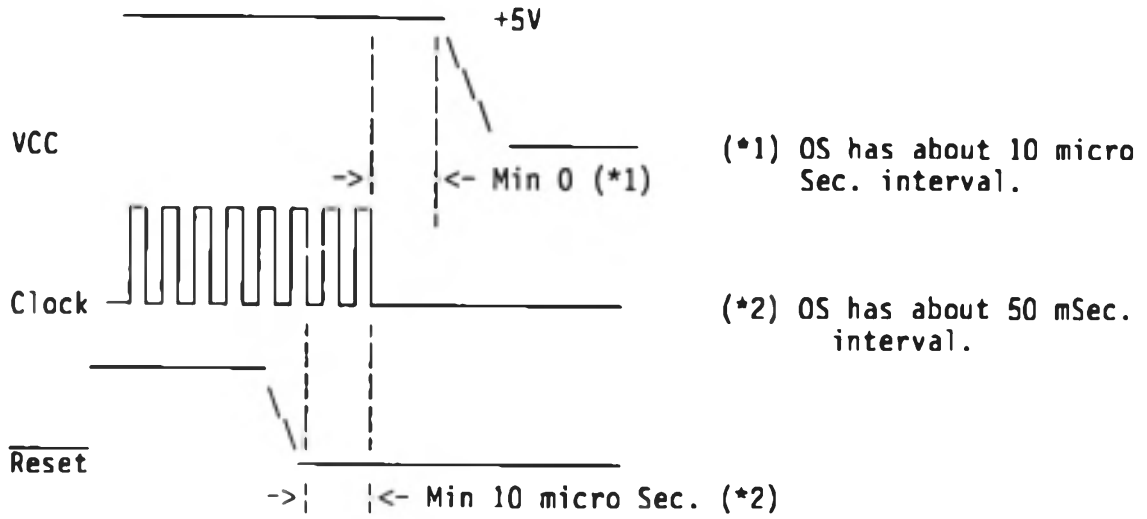 +5V
VCC
-> <- Min 0 (*1)
(*1) OS has about 10 micro
Sec. interval.
Clock
(*2) OS has about 50 mSec.
interval.
Reset
-> <- Min 10 micro Sec. (*2)